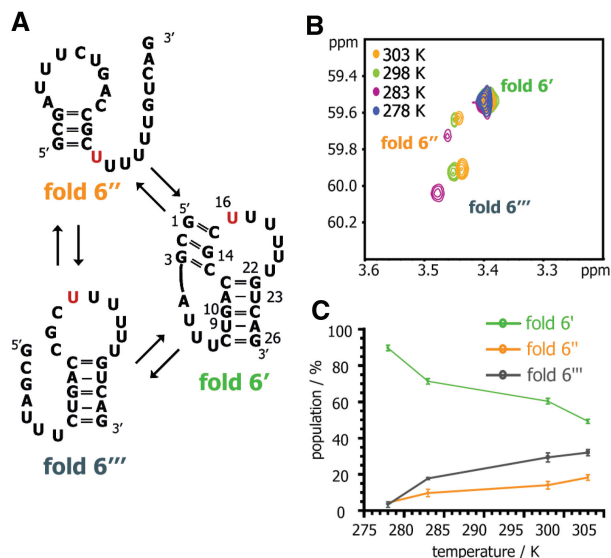 A
3'
G
A
C
U
G
U
U
U
U
U
U
U
U
U
C
U
G
A
C
U
A
G=C
C=G
G=C
5'
fold 6''
5'
1
G=C
16
U
U
U
U
U
U
C=G
14
3
G=C
A
U
U
U
22
C=G
A–U
23
10
G–C
9
U–A
C=G
26
3'
fold 6'
U
U
U
U
U
U
C
G
C=G
A–U
G–C
U–A
C=G
3'
5'
G
C
G
A
U
U
U
fold 6'''
B
ppm
59.4
59.6
59.8
60.0
60.2
303 K
298 K
283 K
278 K
fold 6'
fold 6''
fold 6'''
3.6
3.5
3.4
3.3
ppm
C
fold 6'
fold 6''
fold 6'''
population / %
100
80
60
40
20
0
275 280 285 290 295 300 305
temperature / K